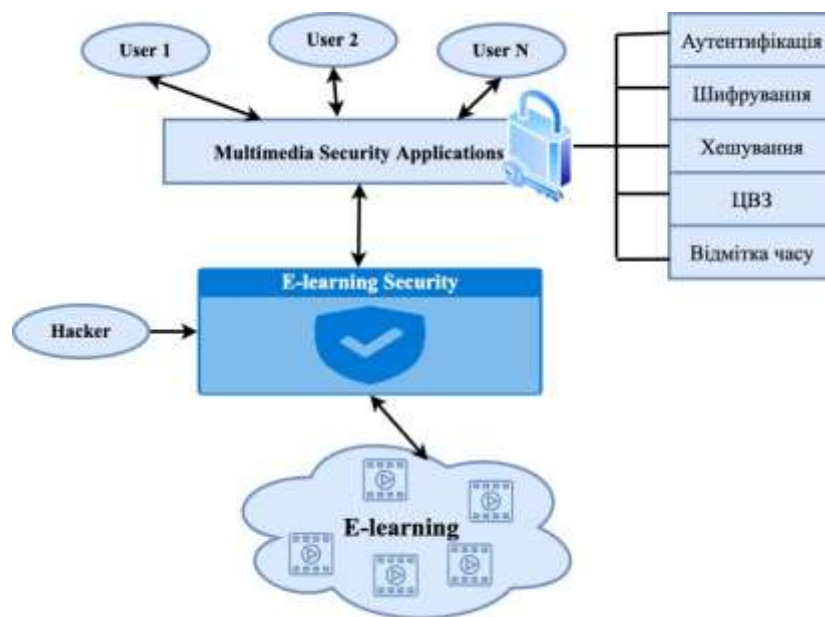 User 1
User 2
User N
Multimedia Security Applications
Аутентифікація
Шифрування
Хешування
ЦВЗ
Відмітка часу
E-learning Security
Hacker
E-learning